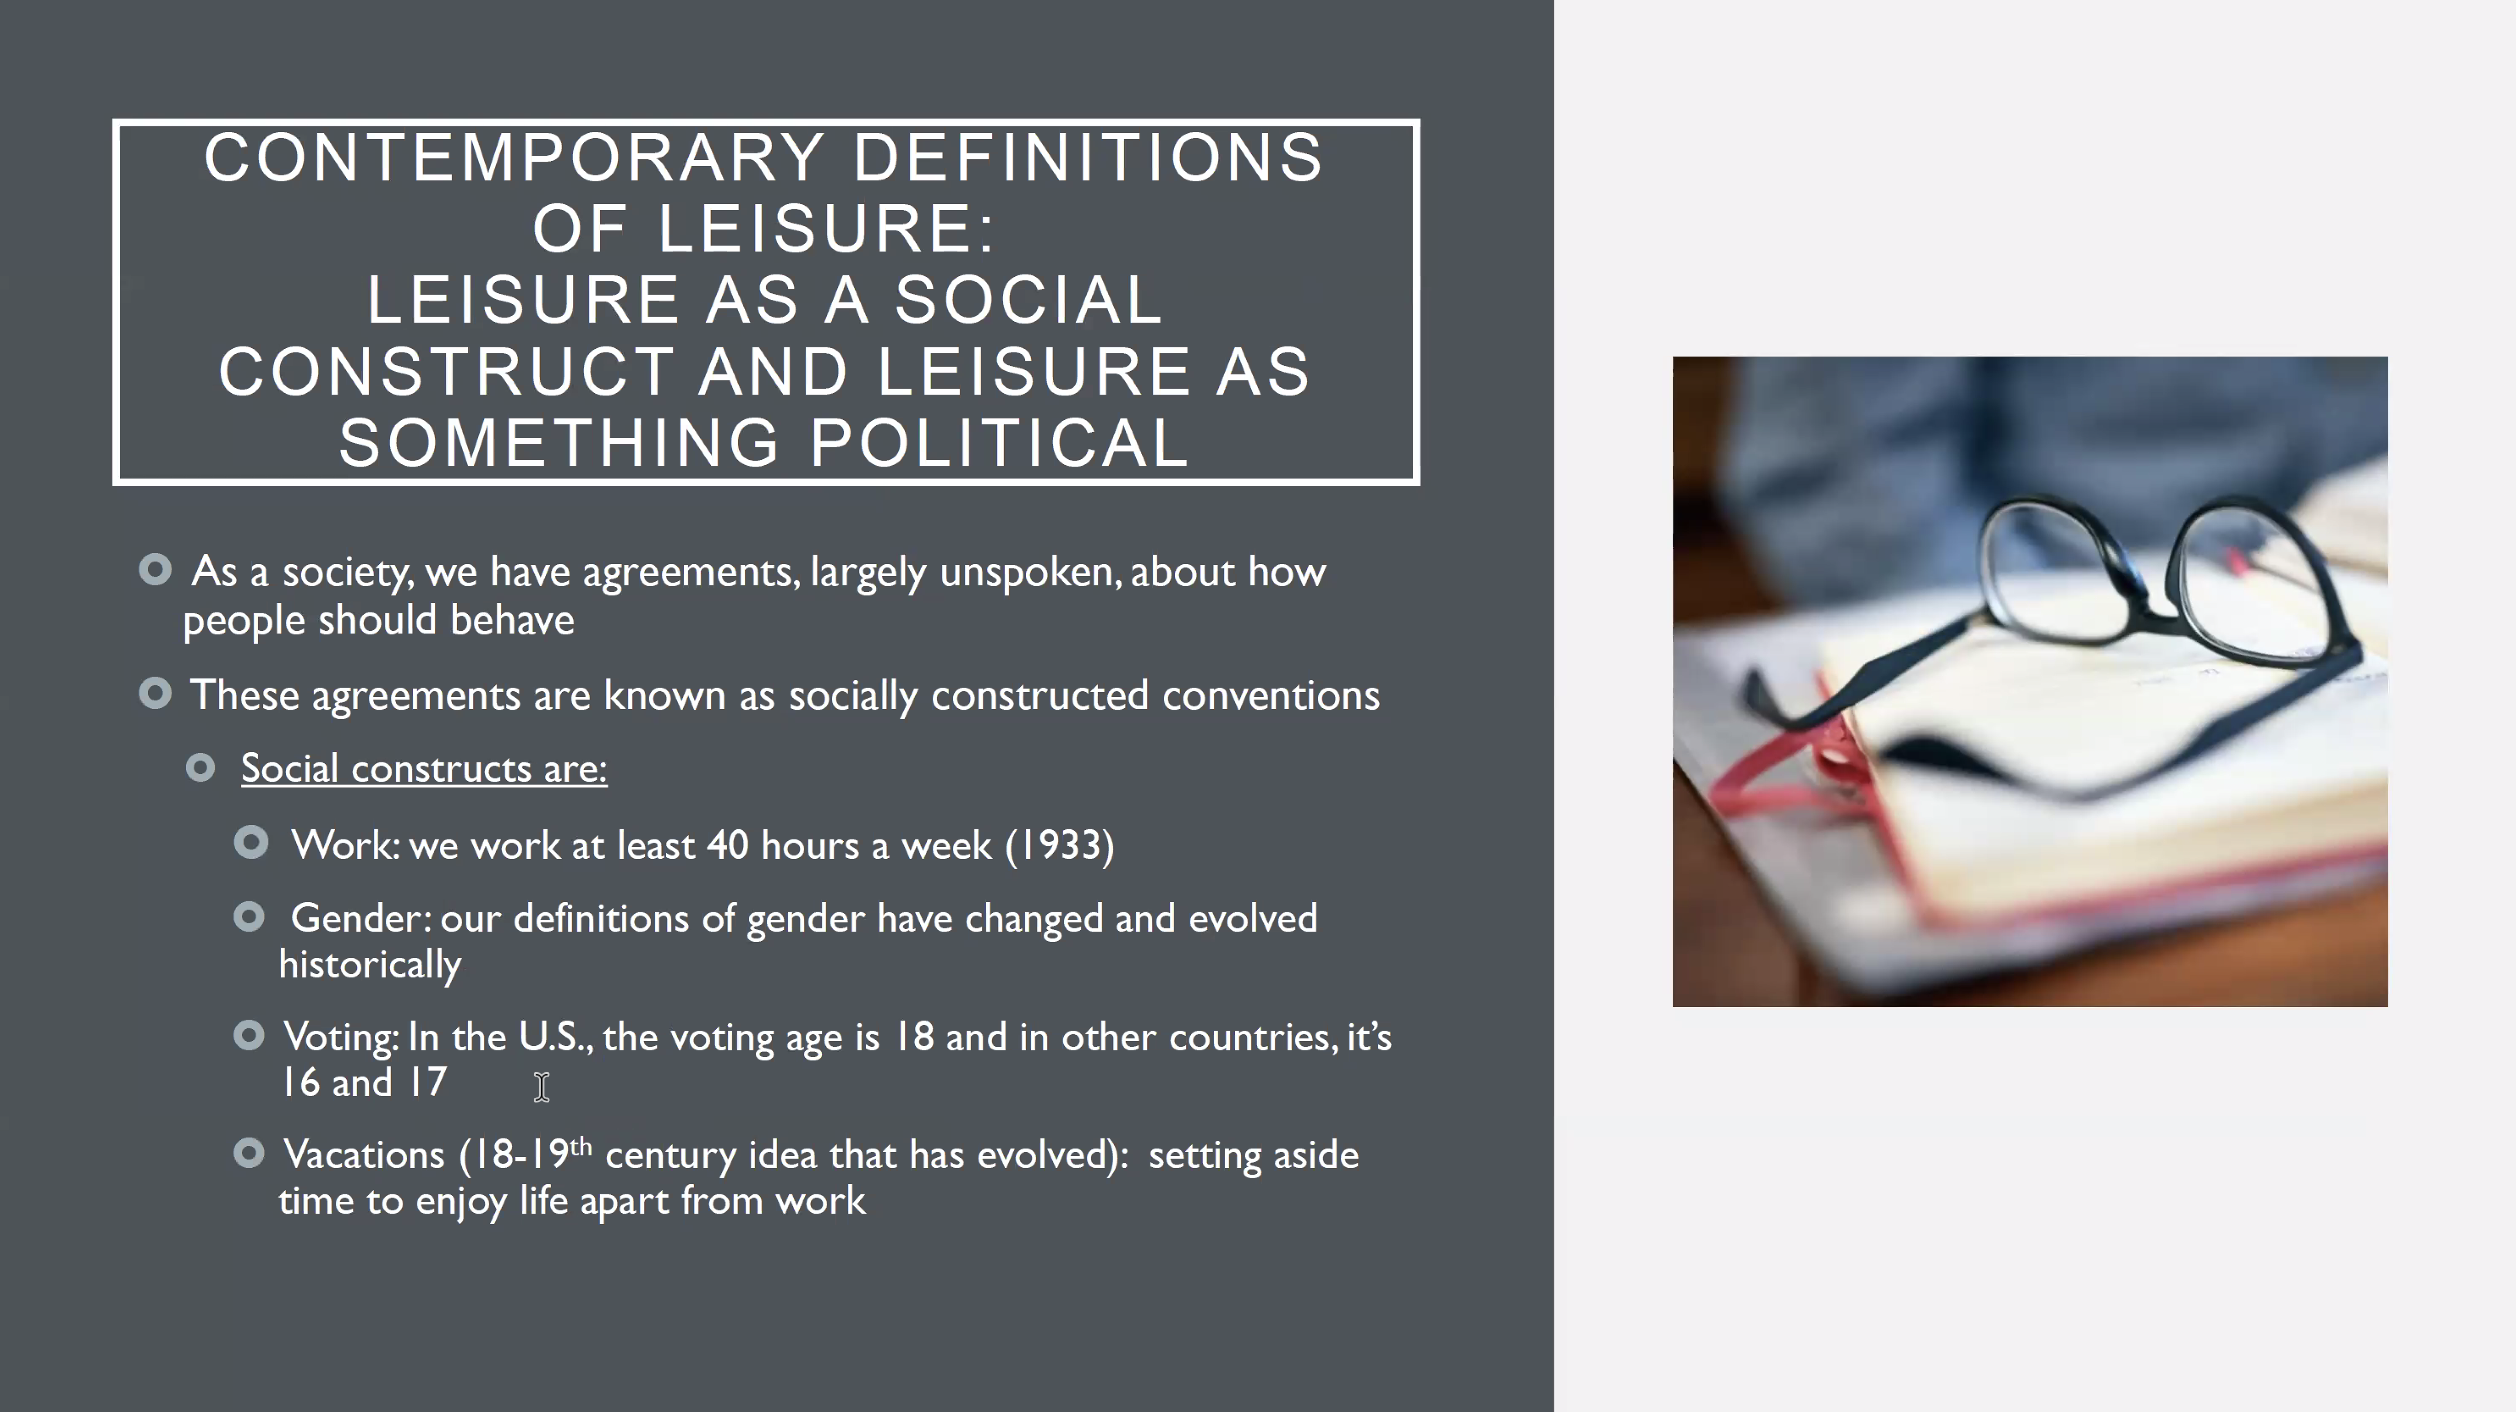 CONTEMPORARY DEFINITIONS
OF LEISURE:
LEISURE AS A SOCIAL
CONSTRUCT AND LEISURE AS
SOMETHING POLITICAL
As a society, we have agreements, largely unspoken, about how
people should behave
These agreements are known as socially constructed conventions
Social constructs are:
Work: we work at least 40 hours a week (1933)
Gender: our definitions of gender have changed and evolved
historically
Voting: In the U.S., the voting age is 18 and in other countries, it’s
16 and 17
Vacations (18-19th century idea that has evolved): setting aside
time to enjoy life apart from work